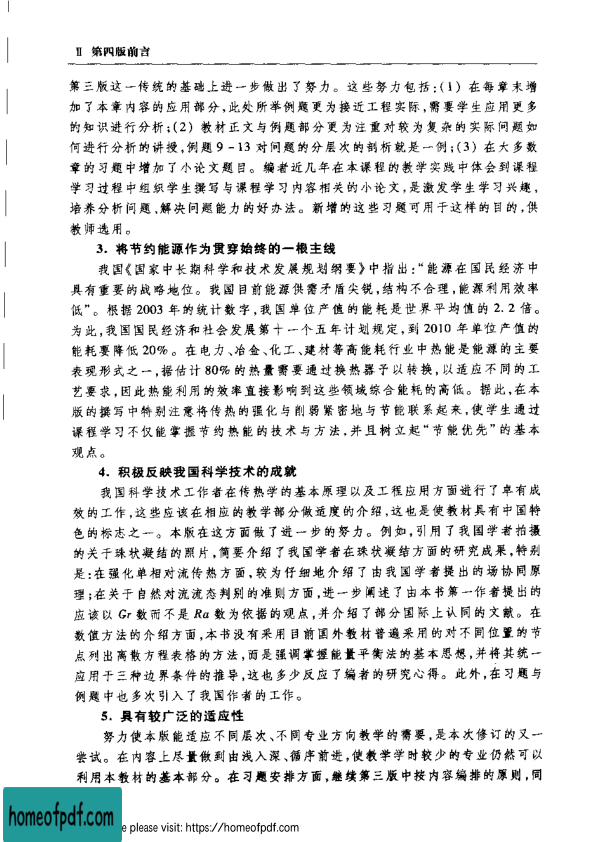 Ⅱ 第四版前言
第三版这一传统的基础上进一步做出了努力。这些努力包括:(1) 在每章末增
加了本章内容的应用部分,此处所举例题更为接近工程实际,需要学生应用更多
的知识进行分析;(2) 教材正文与例题部分更为注重对较为复杂的实际问题如
何进行分析的讲授,例题 9-13 对问题的分层次的剖析就是一例;(3) 在大多数
章的习题中增加了小论文题目。编者近几年在本课程的教学实践中体会到课程
学习过程中组织学生撰写与课程学习内容相关的小论文,是激发学生学习兴趣,
培养分析问题、解决问题能力的好办法。新增的这些习题可用于这样的目的,供
教师选用。
3. 将节约能源作为贯穿始终的一根主线
我国《国家中长期科学和技术发展规划纲要》中指出:“能源在国民经济中
具有重要的战略地位。我国目前能源供需矛盾尖锐,结构不合理,能源利用效率
低”。根据 2003 年的统计数字,我国单位产值的能耗是世界平均值的 2.2 倍。
为此,我国国民经济和社会发展第十一个五年计划规定,到 2010 年单位产值的
能耗要降低 20%。在电力、冶金、化工、建材等高能耗行业中热能是能源的主要
表现形式之一,据估计 80% 的热量需要通过换热器予以转换,以适应不同的工
艺要求,因此热能利用的效率直接影响到这些领域综合能耗的高低。据此,在本
版的撰写中特别注意将传热的强化与削弱紧密地与节能联系起来,使学生通过
课程学习不仅能掌握节约热能的技术与方法,并且树立起“节能优先”的基本
观点。
4. 积极反映我国科学技术的成就
我国科学技术工作者在传热学的基本原理以及工程应用方面进行了卓有成
效的工作,这些应该在相应的教学部分做适度的介绍,这也是使教材具有中国特
色的标志之一。本版在这方面做了进一步的努力。例如,引用了我国学者拍摄
的关于珠状凝结的照片,简要介绍了我国学者在珠状凝结方面的研究成果,特别
是:在强化单相对流传热方面,较为仔细地介绍了由我国学者提出的场协同原
理;在关于自然对流流态判别的准则方面,进一步阐述了由本书第一作者提出的
应该以 Gr 数而不是 Ra 数为依据的观点,并介绍了部分国际上认同的文献。在
数值方法的介绍方面,本书没有采用目前国外教材普遍采用的对不同位置的节
点列出离散方程表格的方法,而是强调掌握能量平衡法的基本思想,并将其统一
应用于三种边界条件的推导,这也多少反应了编者的研究心得。此外,在习题与
例题中也多次引入了我国作者的工作。
5. 具有较广泛的适应性
努力使本版能适应不同层次、不同专业方向教学的需要,是本次修订的又一
尝试。在内容上尽量做到由浅入深、循序前进,使教学学时较少的专业仍然可以
利用本教材的基本部分。在习题安排方面,继续第三版中按内容编排的原则,同
homeofpdf.com
e please visit: https://homeofpdf.com